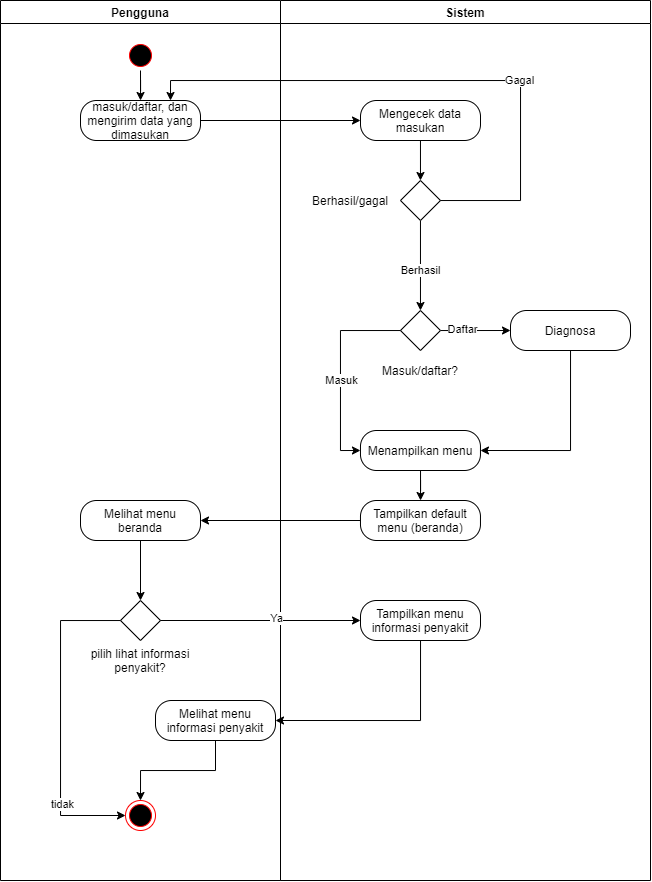 Pengguna
Sistem
Gagal
masuk/daftar, dan
mengirim data yang
dimasukan
Mengecek data
masukan
Berhasil/gagal
Berhasil
Daftar
Diagnosa
Masuk/daftar?
Masuk
Menampilkan menu
Melihat menu
beranda
Tampilkan default
menu (beranda)
Ya
Tampilkan menu
informasi penyakit
pilih lihat informasi
penyakit?
Melihat menu
informasi penyakit
tidak